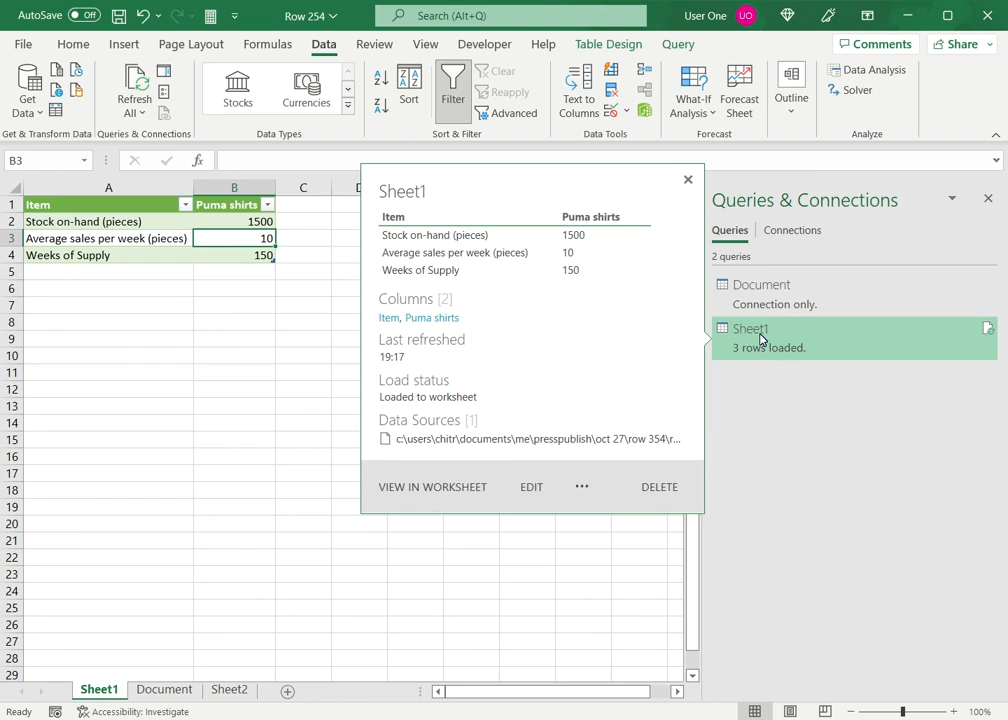 AutoSave Off Row 254 Search (Alt+Q) User One UO
File Home Insert Page Layout Formulas Data Review View Developer Help Table Design Query Comments Share
Get Data
Refresh All
Stocks
Currencies
Sort
Filter
Clear
Reapply
Advanced
Text to Columns
What-If Analysis
Forecast Sheet
Outline
Data Analysis
Solver
Get & Transform Data Queries & Connections Data Types Sort & Filter Data Tools Forecast Analyze
B3 fx
A B C D
1 Item Puma shirts
2 Stock on-hand (pieces) 1500
3 Average sales per week (pieces) 10
4 Weeks of Supply 150
5
6
7
8
9
10
11
12
13
14
15
16
17
18
19
20
21
22
23
24
25
26
27
28
29
Sheet1
Item Puma shirts
Stock on-hand (pieces) 1500
Average sales per week (pieces) 10
Weeks of Supply 150
Columns [2]
Item, Puma shirts
Last refreshed
19:17
Load status
Loaded to worksheet
Data Sources [1]
c\users\chitr\documents\me\presspublish\oct 27\row 354\r...
VIEW IN WORKSHEET EDIT ... DELETE
Queries & Connections
Queries Connections
2 queries
Document
Connection only.
Sheet1
3 rows loaded.
Sheet1 Document Sheet2
Ready Accessibility: Investigate 100%